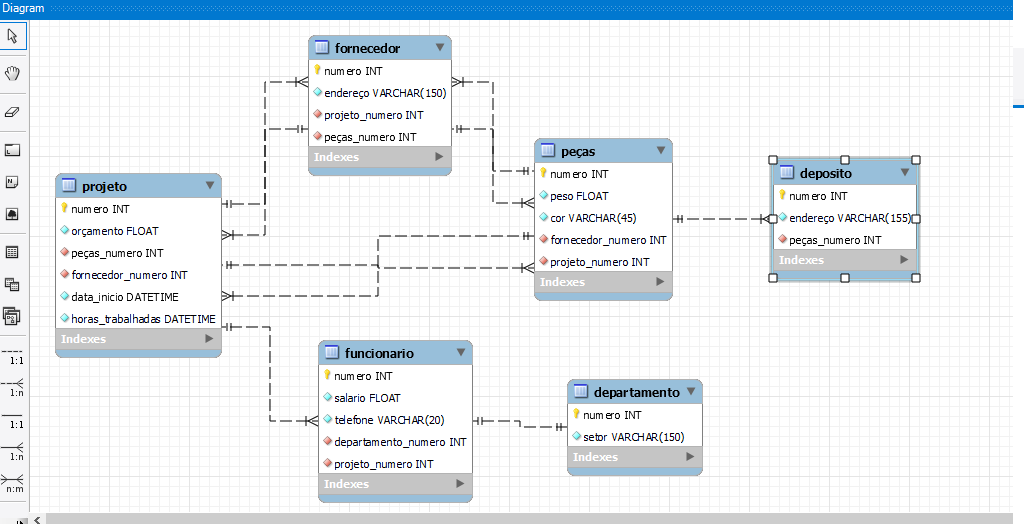 Diagram
fornecedor
numero INT
endereço VARCHAR(150)
projeto_numero INT
peças_numero INT
Indexes
peças
numero INT
peso FLOAT
cor VARCHAR(45)
fornecedor_numero INT
projeto_numero INT
Indexes
deposito
numero INT
endereço VARCHAR(155)
peças_numero INT
Indexes
projeto
numero INT
orçamento FLOAT
peças_numero INT
fornecedor_numero INT
data_inicio DATETIME
horas_trabalhadas DATETIME
Indexes
funcionario
numero INT
salario FLOAT
telefone VARCHAR(20)
departamento_numero INT
projeto_numero INT
Indexes
departamento
numero INT
setor VARCHAR(150)
Indexes
1:1
1:n
1:1
1:n
n:m